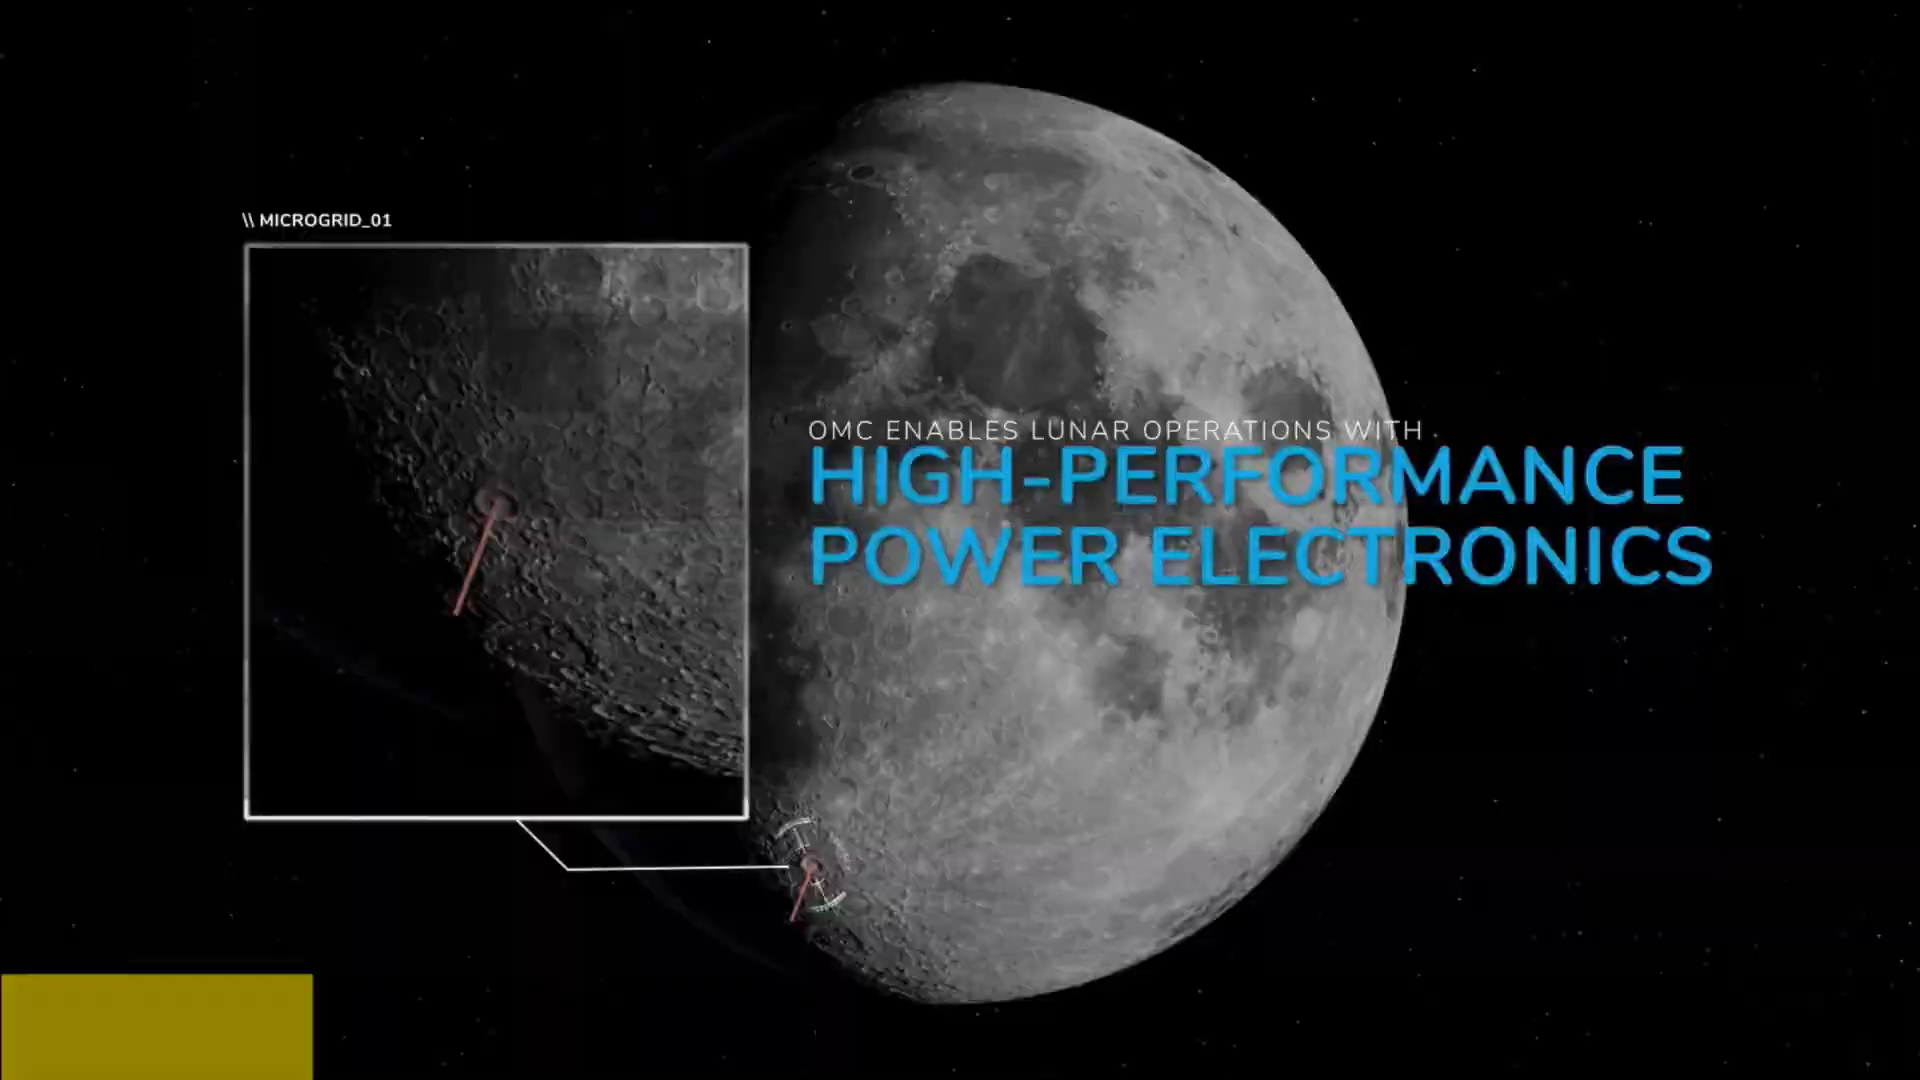 \\ MICROGRID_01
OMC ENABLES LUNAR OPERATIONS WITH
HIGH-PERFORMANCE
POWER ELECTRONICS